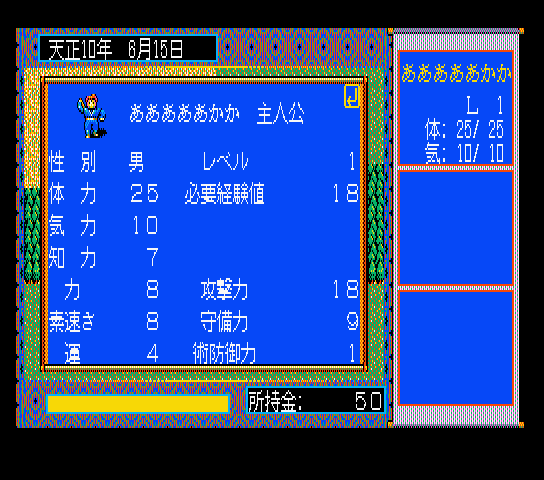 天正10年 6月15日
あああああかか 主人公
性 別 男 レベル 1
体 力 25 必要経験値 18
気 力 10
知 力 7
力 8 攻撃力 18
素速さ 8 守備力 9
運 4 術防御力 1
所持金: 50
あああああかか
L 1
体: 25/ 25
気: 10/ 10